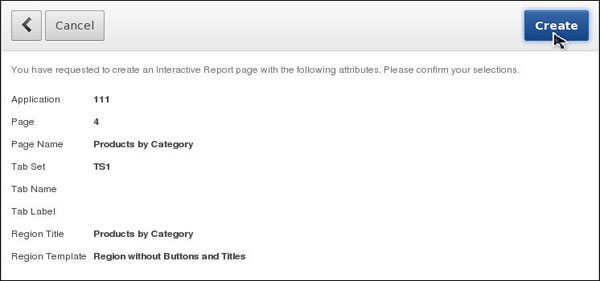 Cancel
Create
You have requested to create an Interactive Report page with the following attributes. Please confirm your selections.
Application 111
Page 4
Page Name Products by Category
Tab Set TS1
Tab Name
Tab Label
Region Title Products by Category
Region Template Region without Buttons and Titles